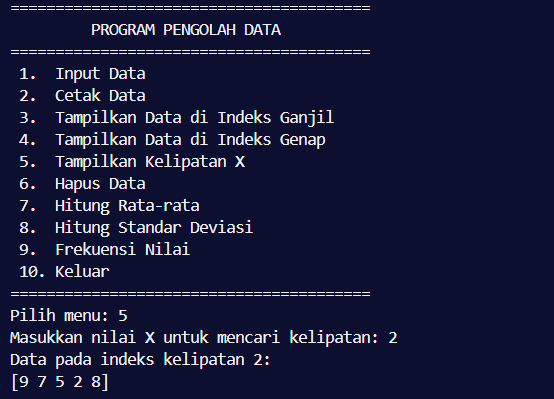 ========================================
PROGRAM PENGOLAH DATA
========================================
1. Input Data
2. Cetak Data
3. Tampilkan Data di Indeks Ganjil
4. Tampilkan Data di Indeks Genap
5. Tampilkan Kelipatan X
6. Hapus Data
7. Hitung Rata-rata
8. Hitung Standar Deviasi
9. Frekuensi Nilai
10. Keluar
========================================
Pilih menu: 5
Masukkan nilai X untuk mencari kelipatan: 2
Data pada indeks kelipatan 2:
[9 7 5 2 8]